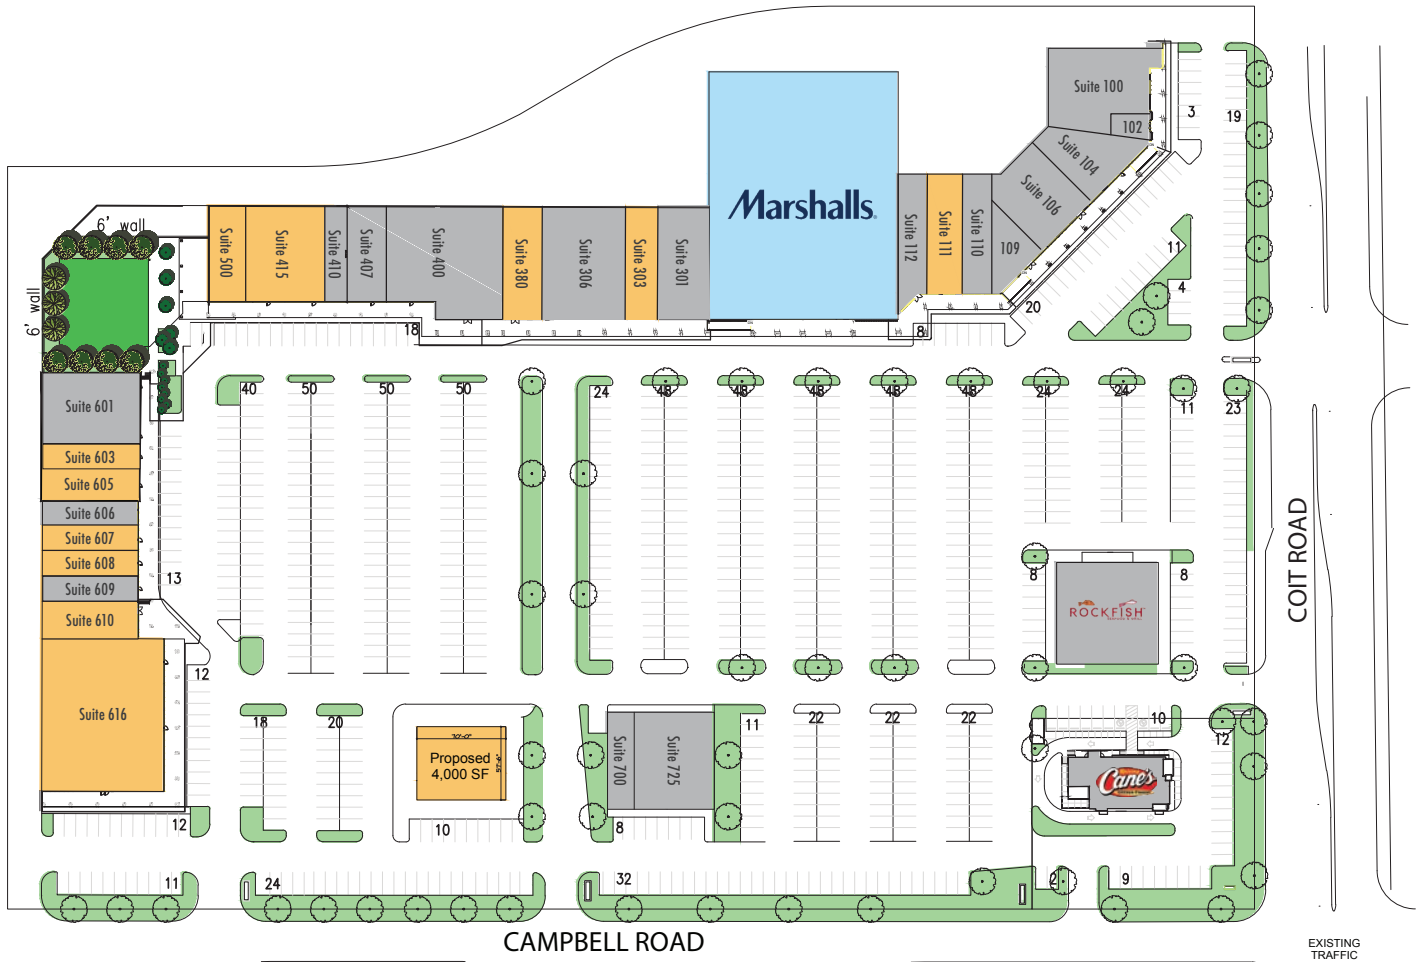 Suite 100
102
3
19
Suite 104
Suite 106
109
Suite 110
Suite 111
Suite 112
Marshalls.
6' wall
6' wall
Suite 500
Suite 415
Suite 410
Suite 407
Suite 400
Suite 380
Suite 306
Suite 303
Suite 301
11
4
20
18
8
40
50
50
50
24
48
48
48
48
48
24
24
11
23
Suite 601
Suite 603
Suite 605
Suite 606
Suite 607
Suite 608
Suite 609
Suite 610
Suite 616
13
12
8
8
ROCKFISH
COIT ROAD
18
20
70'-0"
57'-6"
Proposed
4,000 SF
Suite 700
Suite 725
11
22
22
22
10
12
Cane's
12
10
8
11
24
32
9
CAMPBELL ROAD
EXISTING
TRAFFIC